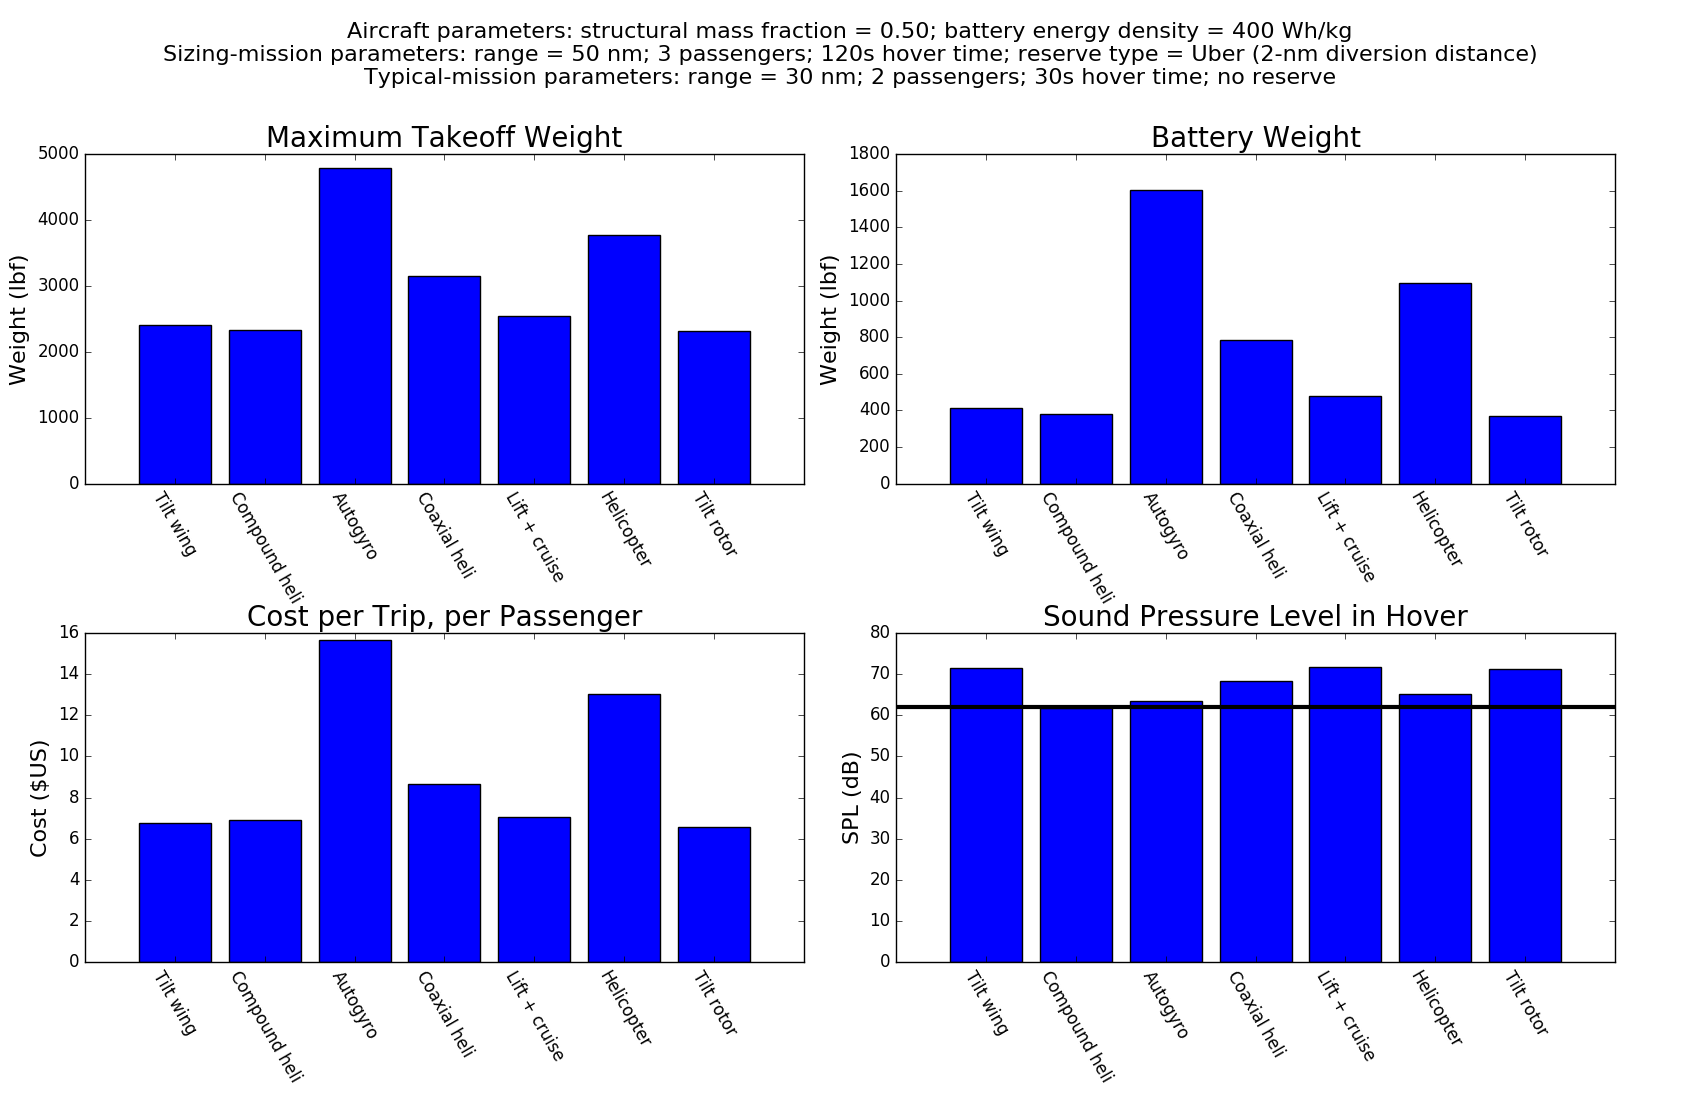 Aircraft parameters: structural mass fraction = 0.50; battery energy density = 400 Wh/kg
Sizing-mission parameters: range = 50 nm; 3 passengers; 120s hover time; reserve type = Uber (2-nm diversion distance)
Typical-mission parameters: range = 30 nm; 2 passengers; 30s hover time; no reserve
Maximum Takeoff Weight
Weight (lbf)
5000
4000
3000
2000
1000
0
Tilt wing
Compound heli
Autogyro
Coaxial heli
Lift + cruise
Helicopter
Tilt rotor
Battery Weight
Weight (lbf)
1800
1600
1400
1200
1000
800
600
400
200
0
Tilt wing
Compound heli
Autogyro
Coaxial heli
Lift + cruise
Helicopter
Tilt rotor
Cost per Trip, per Passenger
Cost ($US)
16
14
12
10
8
6
4
2
0
Tilt wing
Compound heli
Autogyro
Coaxial heli
Lift + cruise
Helicopter
Tilt rotor
Sound Pressure Level in Hover
SPL (dB)
80
70
60
50
40
30
20
10
0
Tilt wing
Compound heli
Autogyro
Coaxial heli
Lift + cruise
Helicopter
Tilt rotor